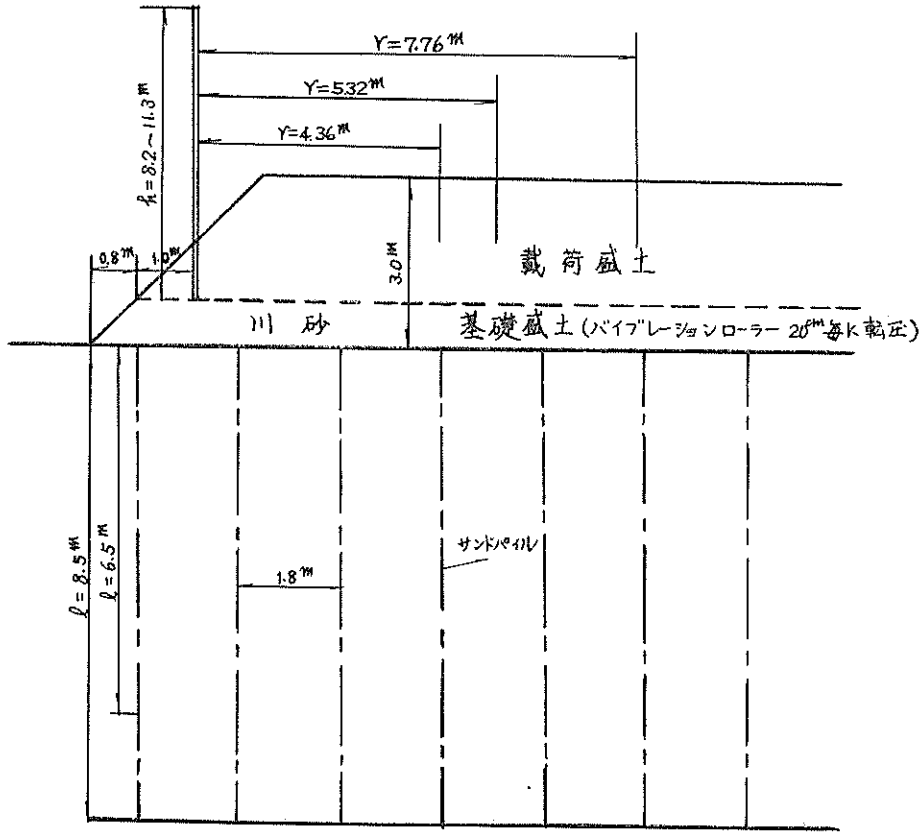 r=7.76m
r=5.32m
r=4.36m
h=8.2~11.3m
0.8m
1.0m
3.0m
載荷盛土
川砂
基礎盛土(バイブレーションローラー20cm毎に転圧)
サンドパイル
1.8m
l=8.5m
l=6.5m